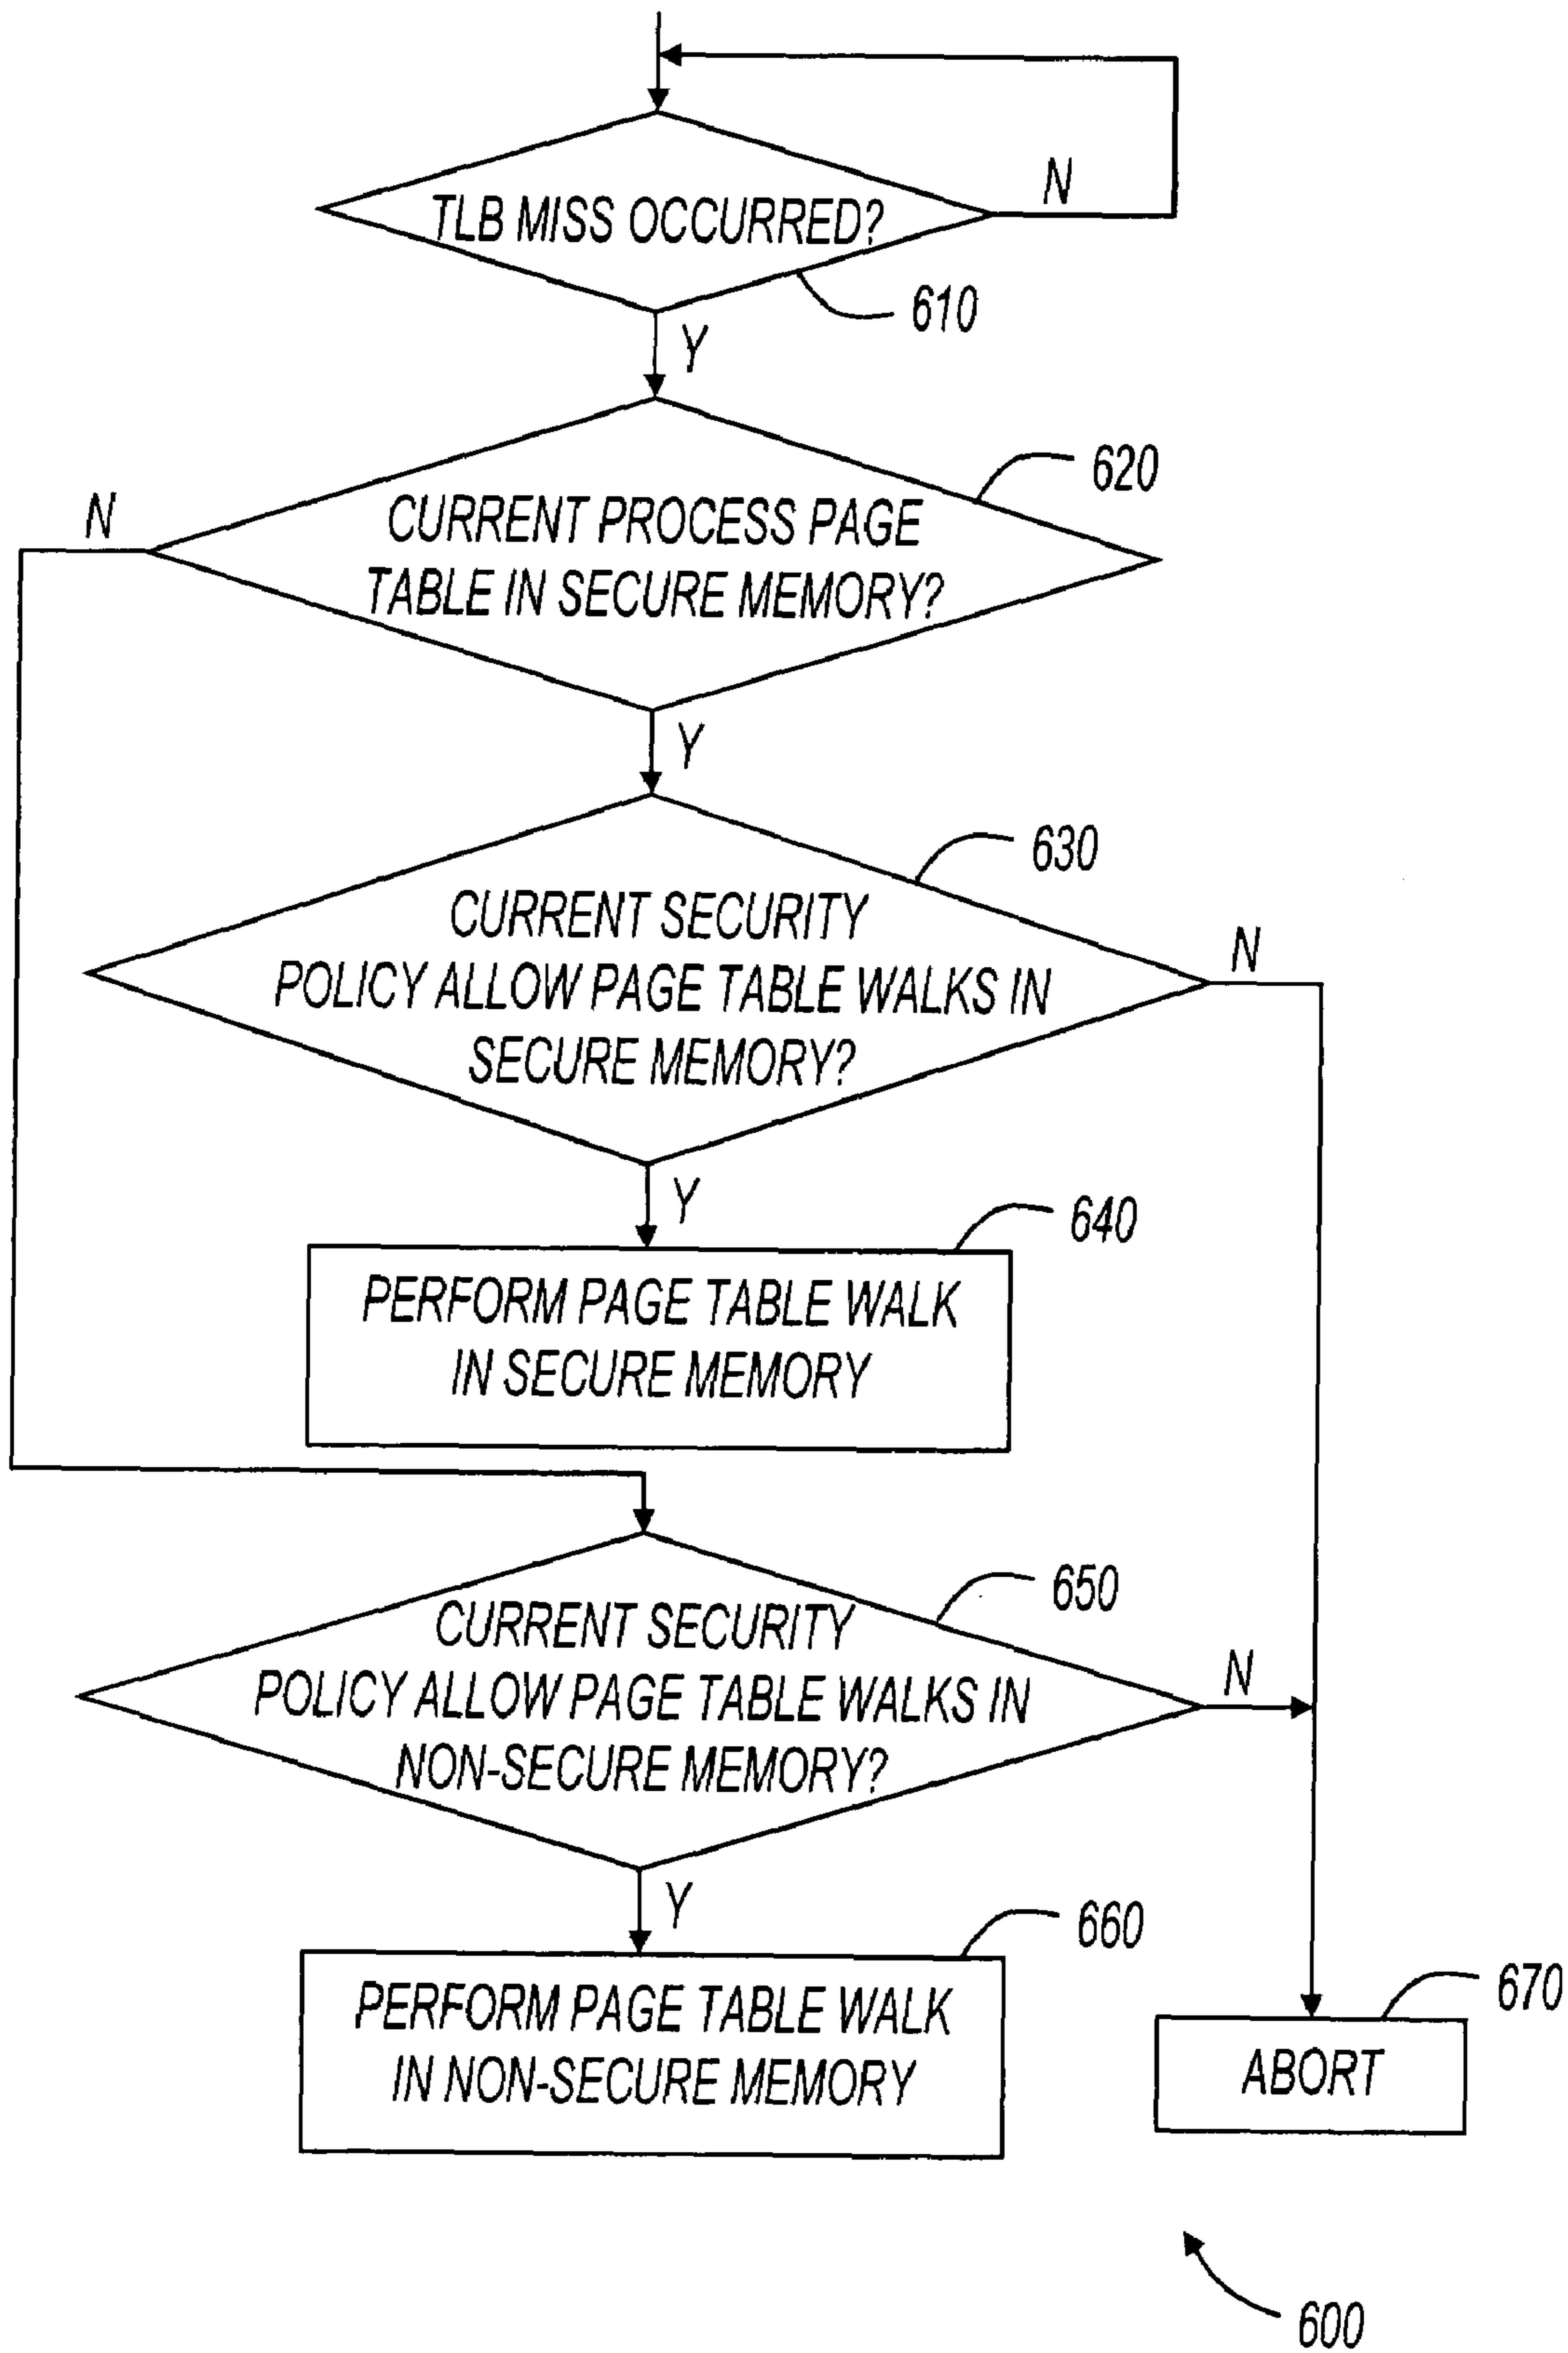 N
TLB MISS OCCURRED?
610
Y
620
N
CURRENT PROCESS PAGE
TABLE IN SECURE MEMORY?
Y
630
CURRENT SECURITY
N
POLICY ALLOW PAGE TABLE WALKS IN
SECURE MEMORY?
Y
640
PERFORM PAGE TABLE WALK
IN SECURE MEMORY
650
CURRENT SECURITY
N
POLICY ALLOW PAGE TABLE WALKS IN
NON-SECURE MEMORY?
Y
660
PERFORM PAGE TABLE WALK
IN NON-SECURE MEMORY
670
ABORT
600